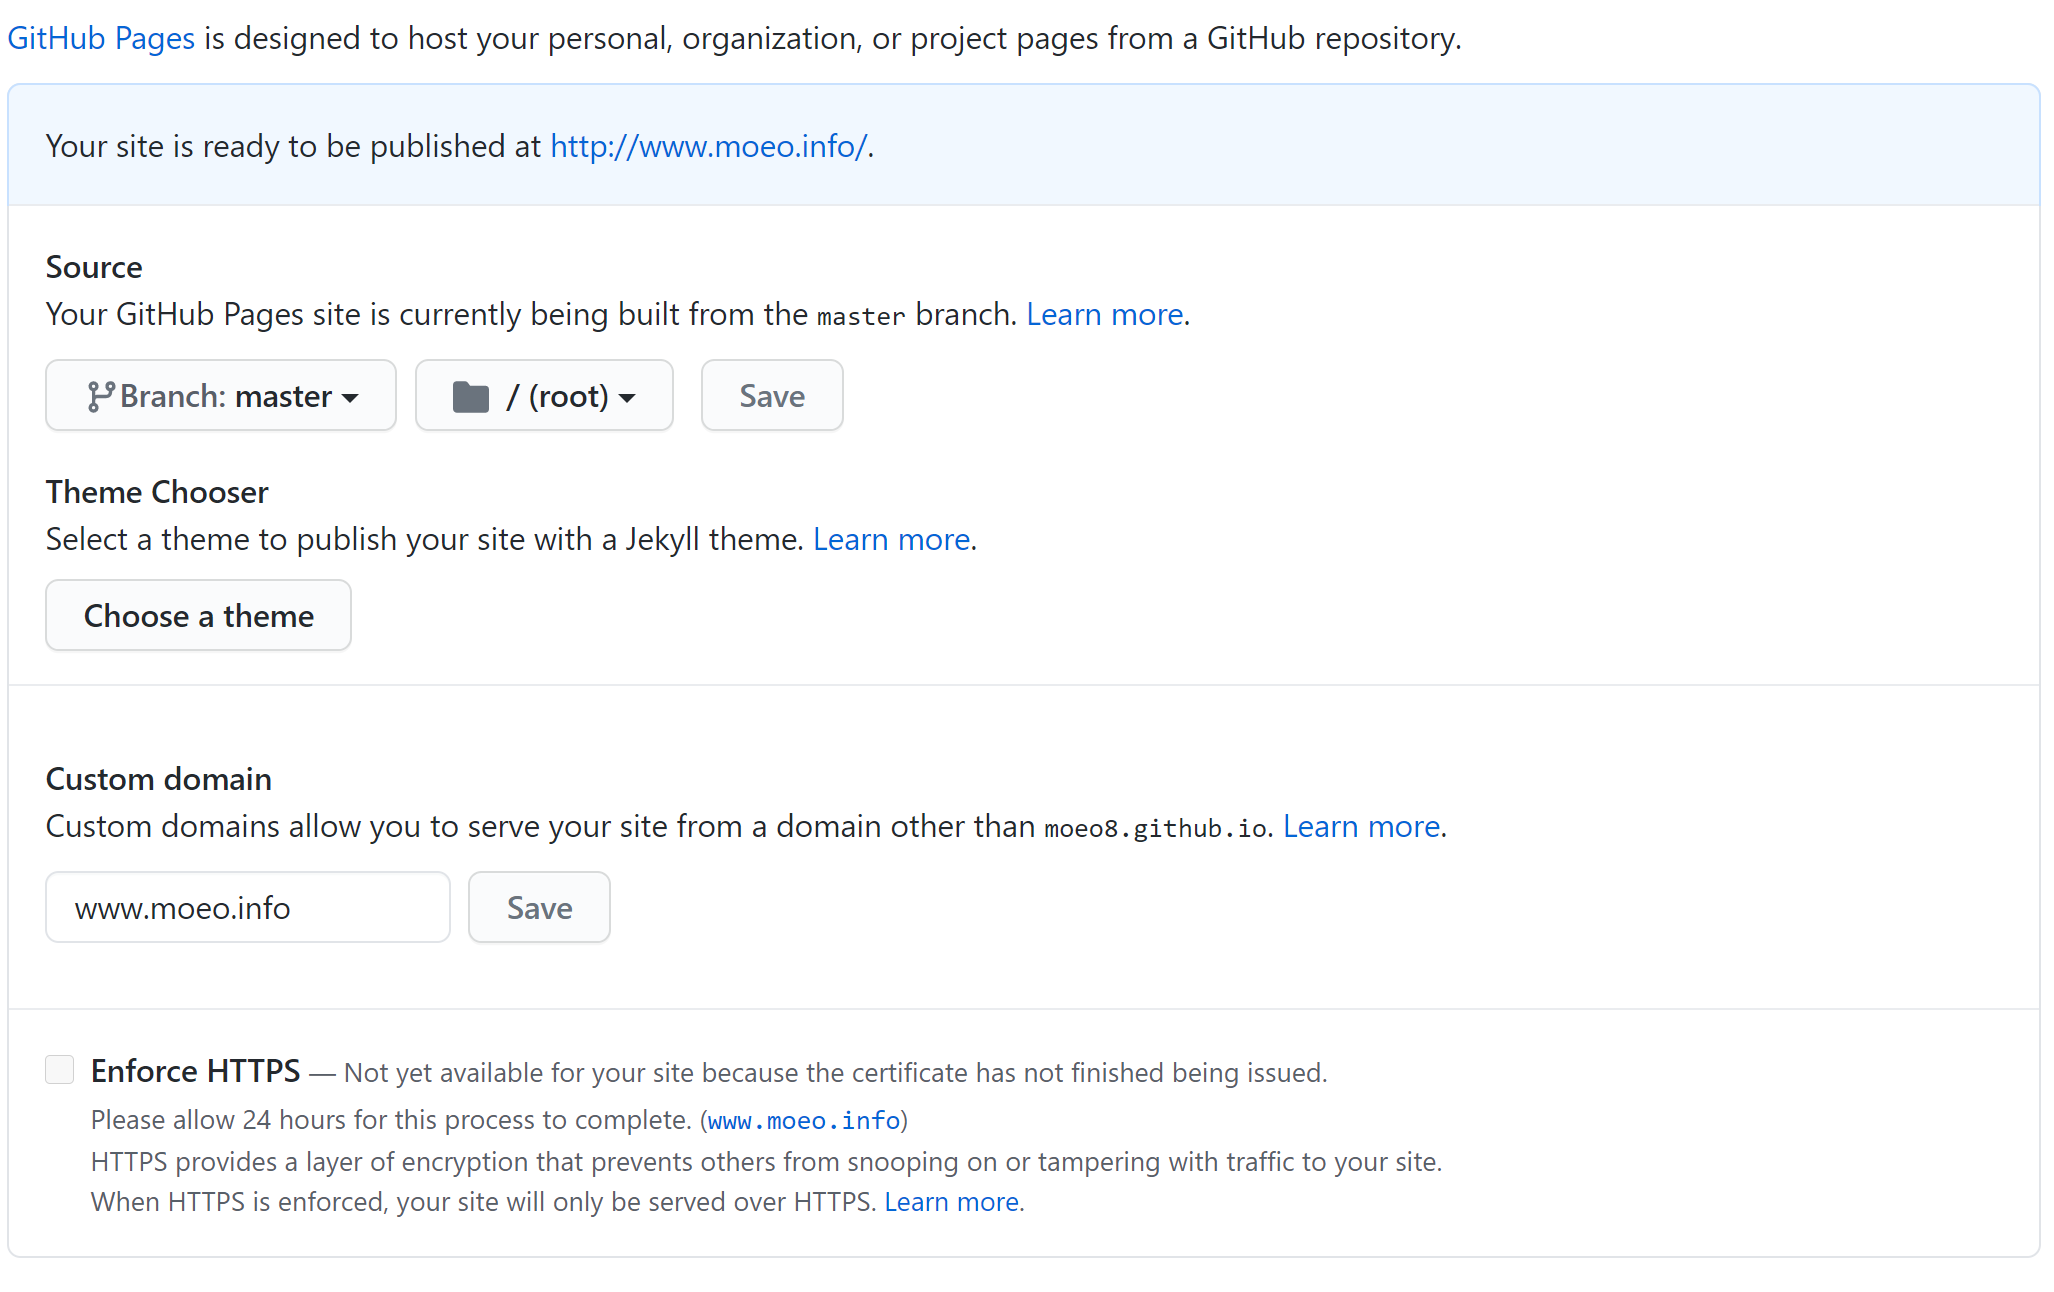 GitHub Pages is designed to host your personal, organization, or project pages from a GitHub repository.
Your site is ready to be published at http://www.moeo.info/.
Source
Your GitHub Pages site is currently being built from the master branch. Learn more.
Branch: master
/ (root)
Save
Theme Chooser
Select a theme to publish your site with a Jekyll theme. Learn more.
Choose a theme
Custom domain
Custom domains allow you to serve your site from a domain other than moeo8.github.io. Learn more.
www.moeo.info
Save
Enforce HTTPS — Not yet available for your site because the certificate has not finished being issued.
Please allow 24 hours for this process to complete. (www.moeo.info)
HTTPS provides a layer of encryption that prevents others from snooping on or tampering with traffic to your site.
When HTTPS is enforced, your site will only be served over HTTPS. Learn more.